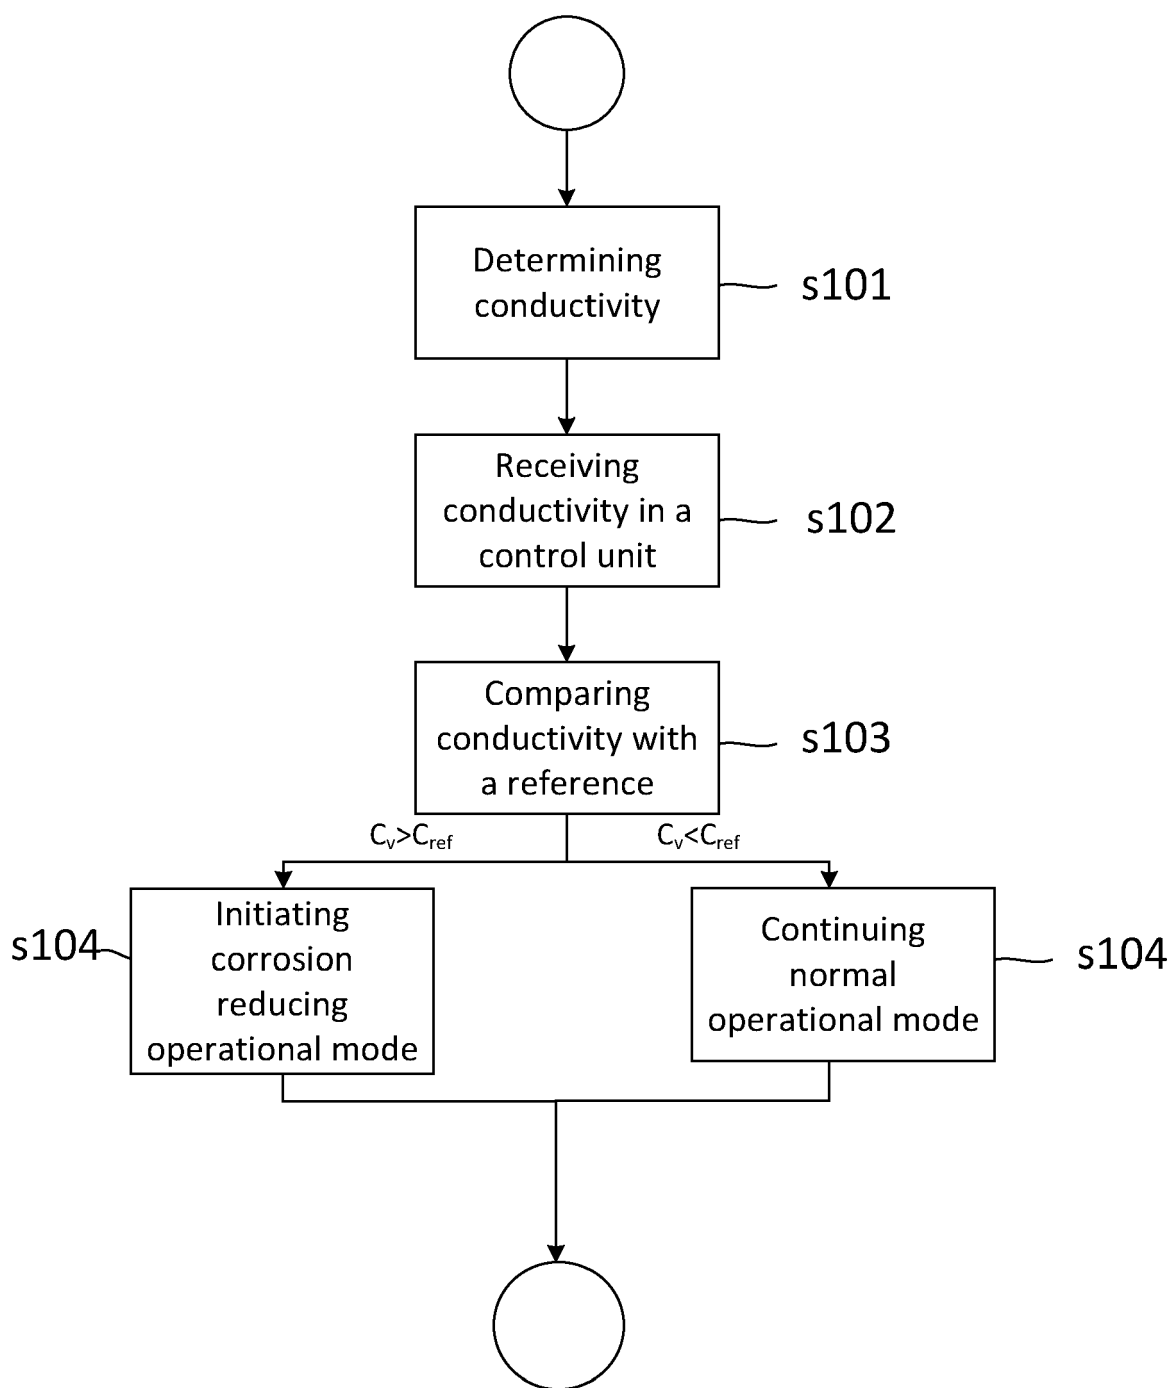 Determining
conductivity
s101
Receiving
conductivity in a
control unit
s102
Comparing
conductivity with
a reference
s103
Cv>Cref
Cv<Cref
s104
Initiating
corrosion
reducing
operational mode
Continuing
normal
operational mode
s104